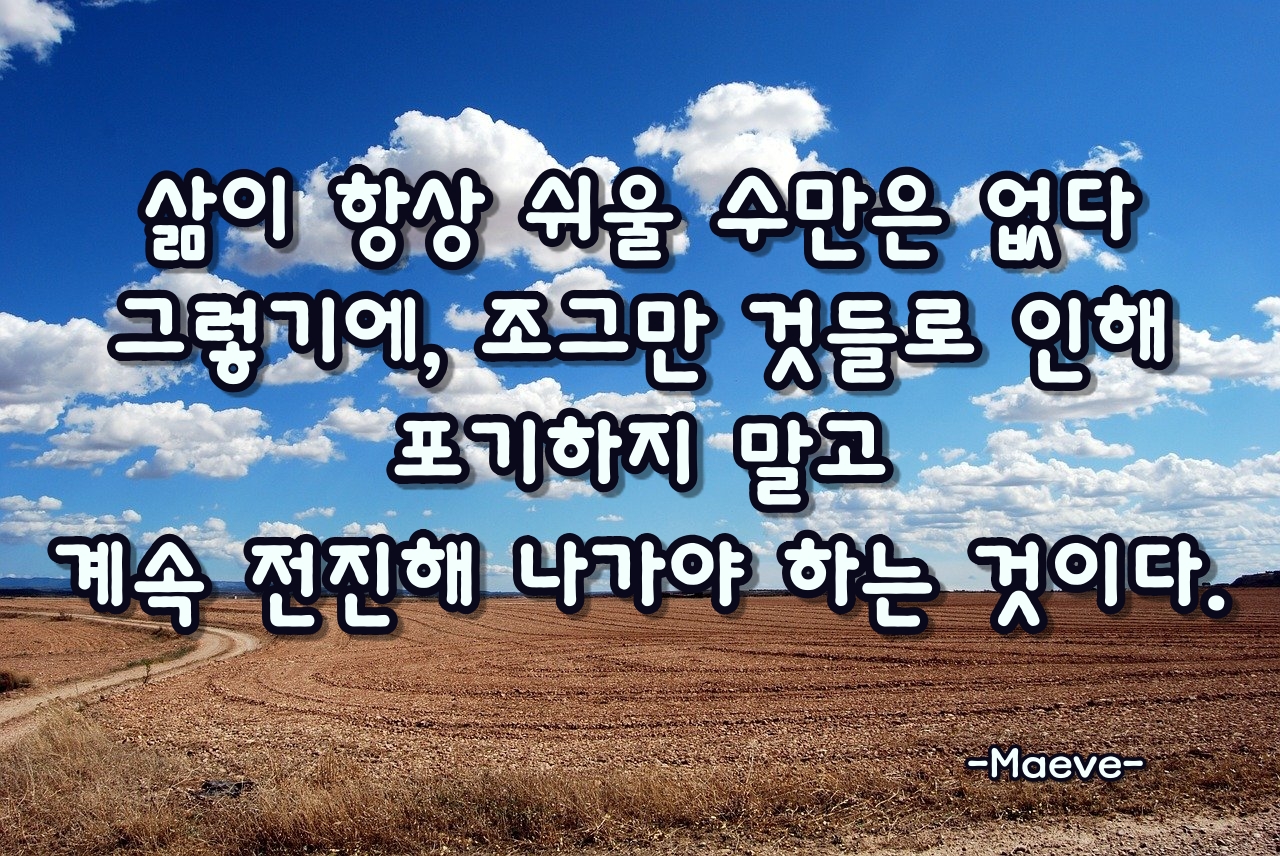 삶이 항상 쉬울 수만은 없다
그렇기에, 조그만 것들로 인해
포기하지 말고
계속 전진해 나가야 하는 것이다.
-Maeve-